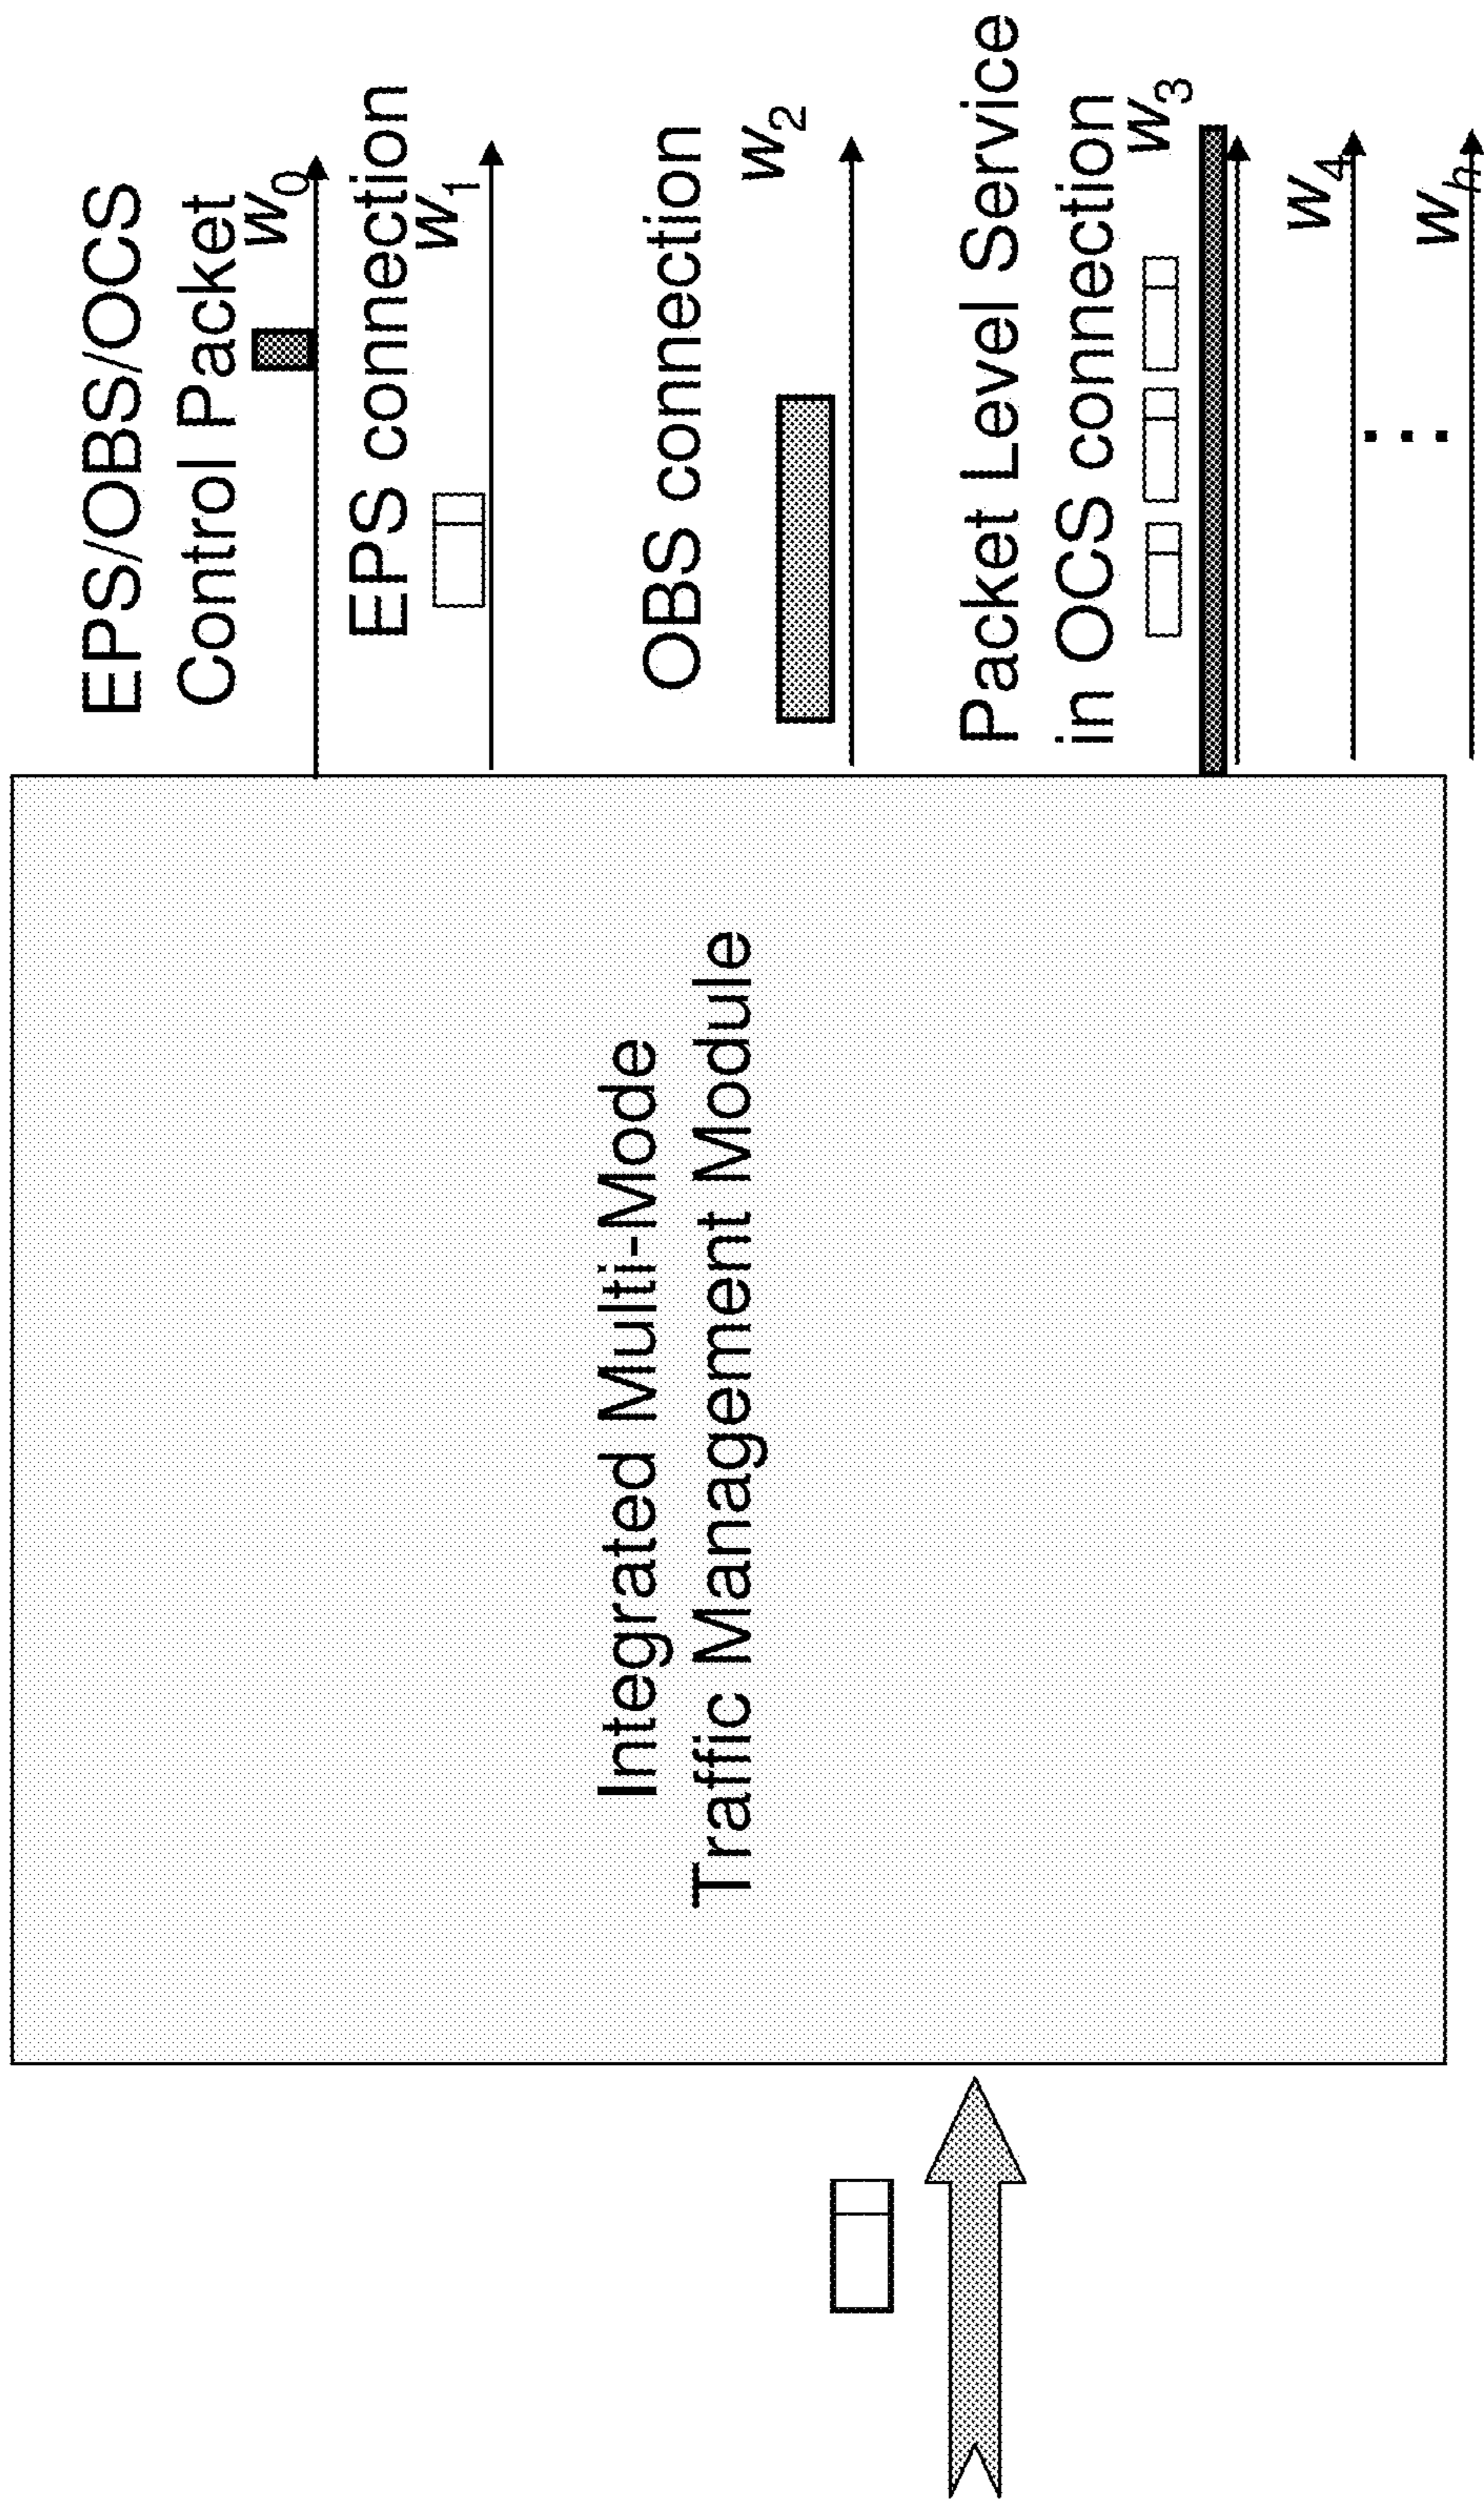 EPS/OBS/OCS
Control Packet
w0
EPS connection
w1
OBS connection
w2
Packet Level Service
in OCS connection
w3
w4
wh
Integrated Multi-Mode
Traffic Management Module